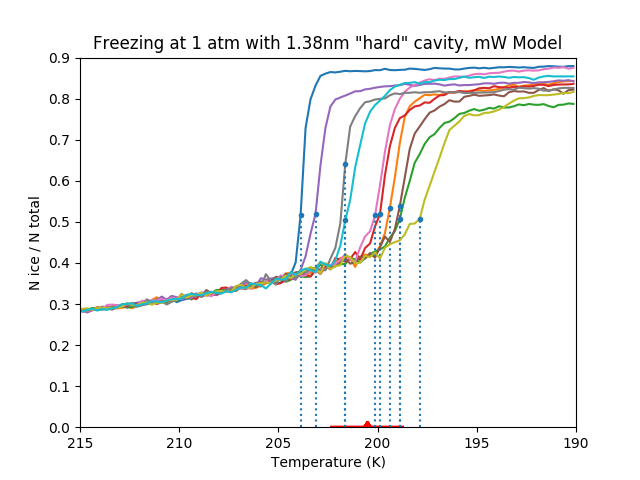 Freezing at 1 atm with 1.38nm "hard" cavity, mW Model
N ice / N total
0.9
0.8
0.7
0.6
0.5
0.4
0.3
0.2
0.1
0.0
215 210 205 200 195 190
Temperature (K)